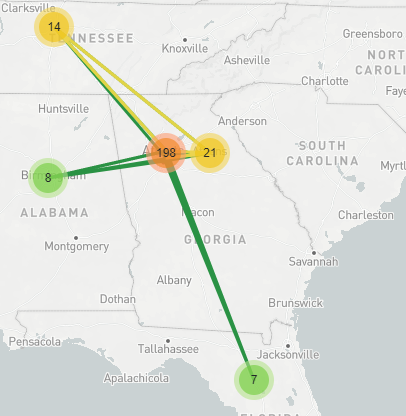 Clarksville
14
TENNESSEE
Knoxville
Greensboro
Asheville
NORTH
CAROLI
Charlotte
Faye
Huntsville
Anderson
198
21
SOUTH
CAROLINA
8
Myrtl
ALABAMA
Macon
Charleston
GEORGIA
Montgomery
Savannah
Albany
Dothan
Brunswick
Pensacola
Tallahassee
Jacksonville
Apalachicola
7
FLORIDA